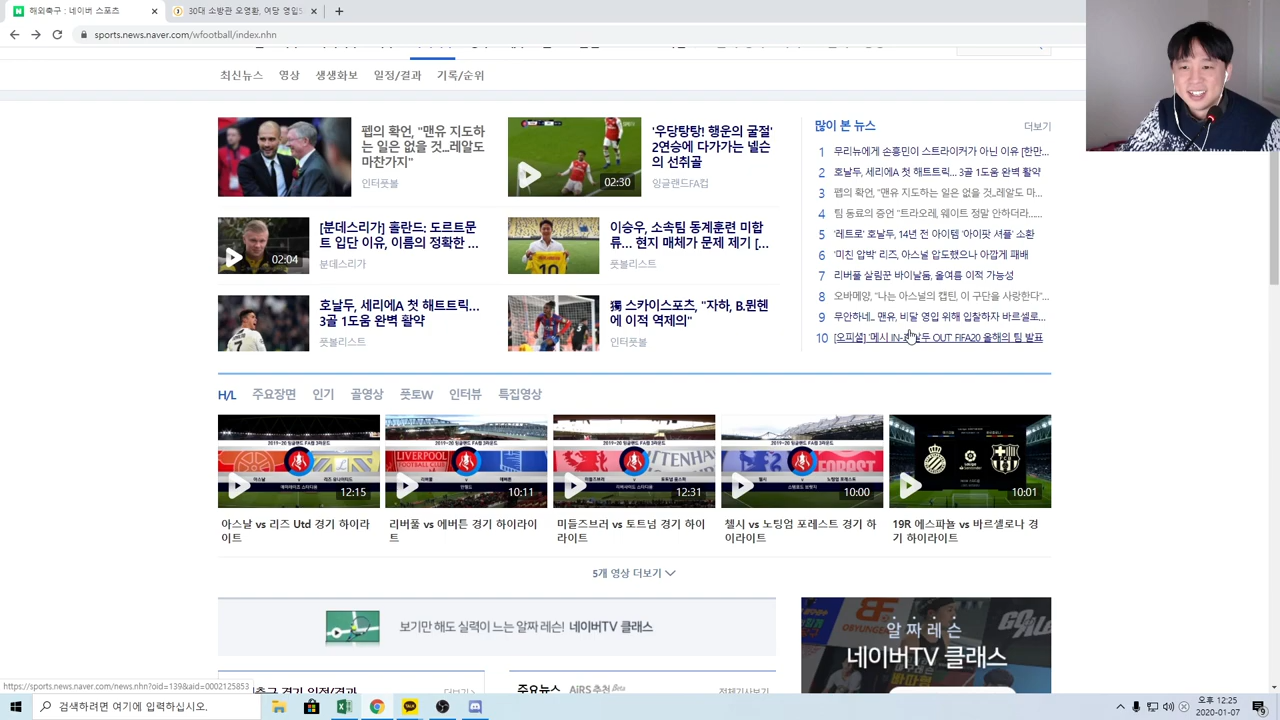 해외축구 : 네이버 스포츠
30대 소방관 오영환, 여당 영입5
sports.news.naver.com/wfootball/index.nhn
최신뉴스 영상 생생화보 일정/결과 기록/순위
펩의 확언, "맨유 지도하
는 일은 없을 것...레알도
마찬가지"
인터풋볼
02:30
'우당탕탕! 행운의 굴절'
2연승에 다가가는 넬슨
의 선취골
잉글랜드FA컵
02:04
[분데스리가] 홀란드; 도르트문
트 입단 이유, 이름의 정확한 ...
분데스리가
이승우, 소속팀 동계훈련 미합
류... 현지 매체가 문제 제기 [...
풋볼리스트
호날두, 세리에A 첫 해트트릭...
3골 1도움 완벽 활약
풋볼리스트
獨 스카이스포츠, "자하, B.뮌헨
에 이적 역제의"
인터풋볼
많이 본 뉴스 더보기
1 무리뉴에게 손흥민이 스트라이커가 아닌 이유 [한만...
2 호날두, 세리에A 첫 해트트릭... 3골 1도움 완벽 활약
3 펩의 확언, "맨유 지도하는 일은 없을 것...레알도 마...
4 팀 동료의 증언 "트라오레, 웨이트 정말 안하더라......
5 '레트로' 호날두, 14년 전 아이템 '아이팟 셔플' 소환
6 '미친 압박' 리즈, 아스널 압도했으나 아깝게 패배
7 리버풀 살림꾼 바이날둠, 올여름 이적 가능성
8 오바메양, "나는 아스널의 캡틴, 이 구단을 사랑한다"...
9 무안하네.. 맨유, 비달 영입 위해 입찰하자 바르셀로...
10 [오피셜] '메시 IN-호날두 OUT' FIFA20 올해의 팀 발표
H/L 주요장면 인기 골영상 풋토W 인터뷰 특집영상
12:15
10:11
12:31
10:00
10:01
아스날 vs 리즈 Utd 경기 하이라
이트
리버풀 vs 에버튼 경기 하이라이
트
미들즈브러 vs 토트넘 경기 하이
라이트
첼시 vs 노팅엄 포레스트 경기 하
이라이트
19R 에스파뇰 vs 바르셀로나 경
기 하이라이트
5개 영상 더보기
보기만 해도 실력이 느는 알짜 레슨! 네이버TV 클래스
알짜레슨
네이버TV 클래스
주요뉴스 AiRS 추천 Beta 전체기사보기
https://sports.news.naver.com/news.nhn?oid=139&aid=0002125853
검색하려면 여기에 입력하십시오.
오후 12:25
2020-01-07